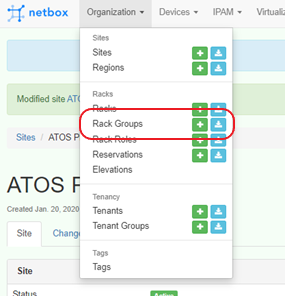 netbox Organization Devices IPAM Virtualiz
Sites
Sites
Regions
Modified site ATO
Racks
Racks
Rack Groups
Rack Roles
Sites / ATOS P
Reservations
Elevations
ATOS P
Tenancy
Created Jan. 20, 2020
Tenants
Tenant Groups
Site Change
Tags
Tags
Site
Status Active